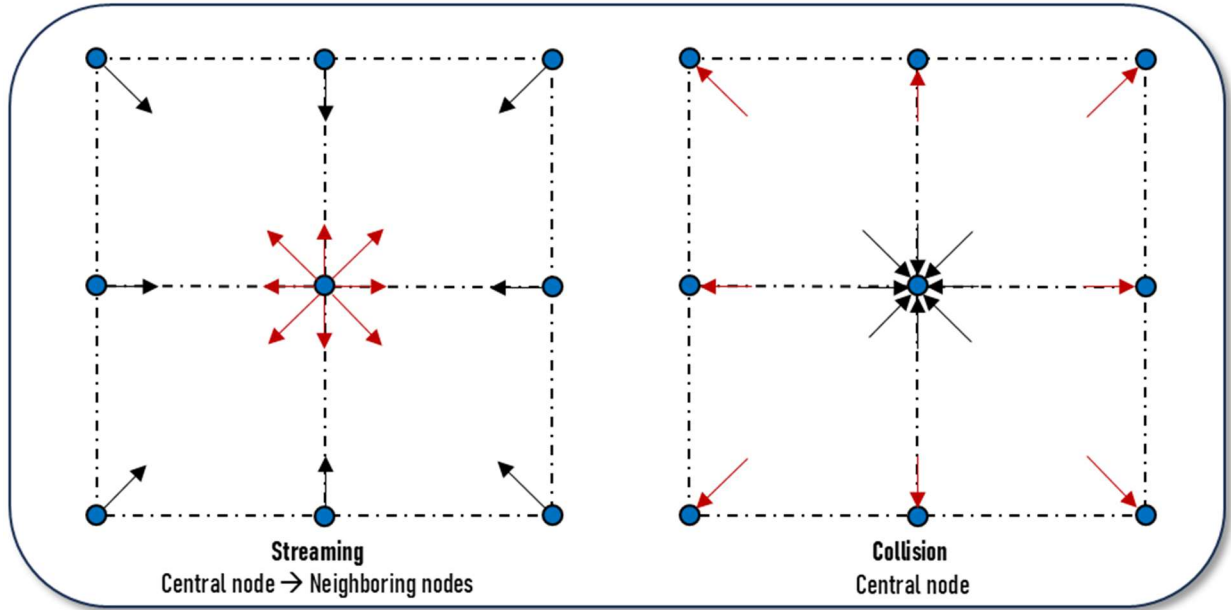 Streaming
Central node → Neighboring nodes
Collision
Central node